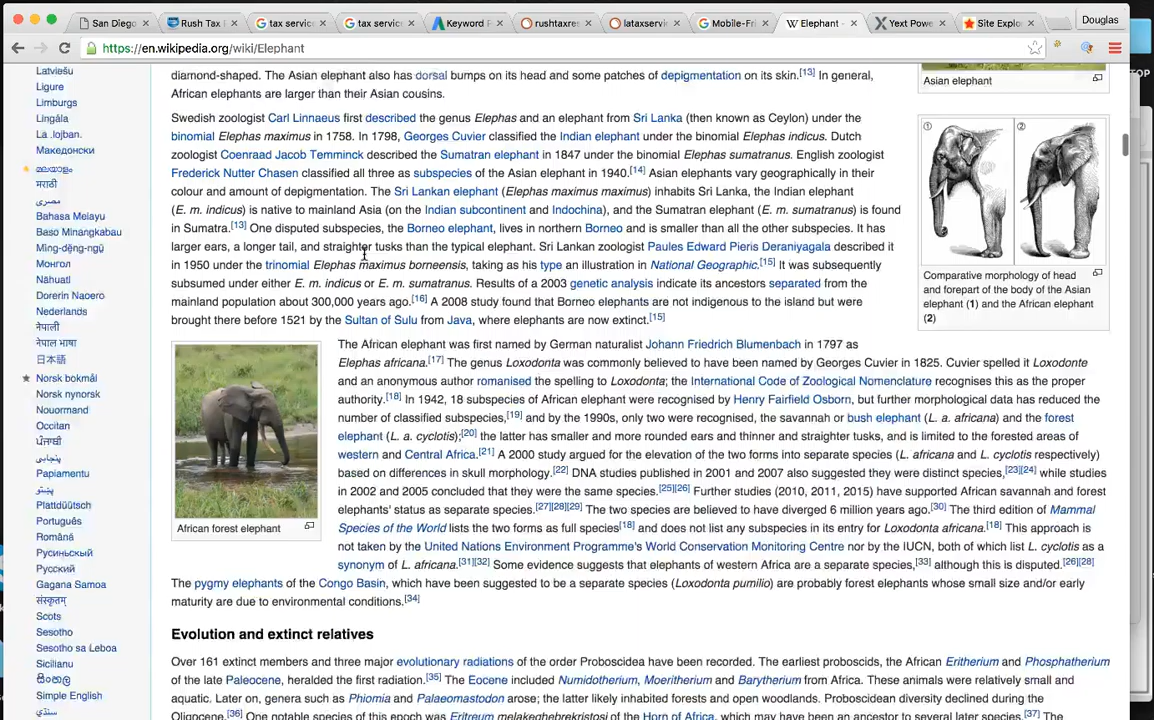 San Diego
Rush Tax
tax service
tax service
Keyword P
rushtaxres
lataxservi
Mobile-Fri
Elephant -
Yext Powe
Site Explo
Douglas
https://en.wikipedia.org/wiki/Elephant
Latviešu
Ligure
Limburgs
Lingála
La .lojban.
Македонски
മലയാളം
मराठी
مصرى
Bahasa Melayu
Baso Minangkabau
Mìng-dĕ̤ng-ngṳ̄
Монгол
Nāhuatl
Dorerin Naoero
Nederlands
नेपाली
नेपाल भाषा
日本語
Norsk bokmål
Norsk nynorsk
Nouormand
Occitan
ਪੰਜਾਬੀ
پنجابی
Papiamentu
پښتو
Plattdüütsch
Português
Română
Русиньскый
Русский
Gagana Samoa
संस्कृतम्
Scots
Sesotho
Sesotho sa Leboa
Sicilianu
සිංහල
Simple English
سنڌي
diamond-shaped. The Asian elephant also has dorsal bumps on its head and some patches of depigmentation on its skin.[13] In general,
African elephants are larger than their Asian cousins.
Swedish zoologist Carl Linnaeus first described the genus Elephas and an elephant from Sri Lanka (then known as Ceylon) under the
binomial Elephas maximus in 1758. In 1798, Georges Cuvier classified the Indian elephant under the binomial Elephas indicus. Dutch
zoologist Coenraad Jacob Temminck described the Sumatran elephant in 1847 under the binomial Elephas sumatranus. English zoologist
Frederick Nutter Chasen classified all three as subspecies of the Asian elephant in 1940.[14] Asian elephants vary geographically in their
colour and amount of depigmentation. The Sri Lankan elephant (Elephas maximus maximus) inhabits Sri Lanka, the Indian elephant
(E. m. indicus) is native to mainland Asia (on the Indian subcontinent and Indochina), and the Sumatran elephant (E. m. sumatranus) is found
in Sumatra.[13] One disputed subspecies, the Borneo elephant, lives in northern Borneo and is smaller than all the other subspecies. It has
larger ears, a longer tail, and straighter tusks than the typical elephant. Sri Lankan zoologist Paules Edward Pieris Deraniyagala described it
in 1950 under the trinomial Elephas maximus borneensis, taking as his type an illustration in National Geographic.[15] It was subsequently
subsumed under either E. m. indicus or E. m. sumatranus. Results of a 2003 genetic analysis indicate its ancestors separated from the
mainland population about 300,000 years ago.[16] A 2008 study found that Borneo elephants are not indigenous to the island but were
brought there before 1521 by the Sultan of Sulu from Java, where elephants are now extinct.[15]
Asian elephant
① ②
Comparative morphology of head
and forepart of the body of the Asian
elephant (1) and the African elephant
(2)
African forest elephant
The African elephant was first named by German naturalist Johann Friedrich Blumenbach in 1797 as
Elephas africana.[17] The genus Loxodonta was commonly believed to have been named by Georges Cuvier in 1825. Cuvier spelled it Loxodonte
and an anonymous author romanised the spelling to Loxodonta; the International Code of Zoological Nomenclature recognises this as the proper
authority.[18] In 1942, 18 subspecies of African elephant were recognised by Henry Fairfield Osborn, but further morphological data has reduced the
number of classified subspecies,[19] and by the 1990s, only two were recognised, the savannah or bush elephant (L. a. africana) and the forest
elephant (L. a. cyclotis);[20] the latter has smaller and more rounded ears and thinner and straighter tusks, and is limited to the forested areas of
western and Central Africa.[21] A 2000 study argued for the elevation of the two forms into separate species (L. africana and L. cyclotis respectively)
based on differences in skull morphology.[22] DNA studies published in 2001 and 2007 also suggested they were distinct species,[23][24] while studies
in 2002 and 2005 concluded that they were the same species.[25][26] Further studies (2010, 2011, 2015) have supported African savannah and forest
elephants' status as separate species.[27][28][29] The two species are believed to have diverged 6 million years ago.[30] The third edition of Mammal
Species of the World lists the two forms as full species[18] and does not list any subspecies in its entry for Loxodonta africana.[18] This approach is
not taken by the United Nations Environment Programme's World Conservation Monitoring Centre nor by the IUCN, both of which list L. cyclotis as a
synonym of L. africana.[31][32] Some evidence suggests that elephants of western Africa are a separate species,[33] although this is disputed.[26][28]
The pygmy elephants of the Congo Basin, which have been suggested to be a separate species (Loxodonta pumilio) are probably forest elephants whose small size and/or early
maturity are due to environmental conditions.[34]
Evolution and extinct relatives
Over 161 extinct members and three major evolutionary radiations of the order Proboscidea have been recorded. The earliest proboscids, the African Eritherium and Phosphatherium
of the late Paleocene, heralded the first radiation.[35] The Eocene included Numidotherium, Moeritherium and Barytherium from Africa. These animals were relatively small and
aquatic. Later on, genera such as Phiomia and Palaeomastodon arose; the latter likely inhabited forests and open woodlands. Proboscidean diversity declined during the
Oligocene.[36] One notable species of this epoch was Eritreum melakeghebrekristosi of the Horn of Africa, which may have been an ancestor to several later species.[37] The